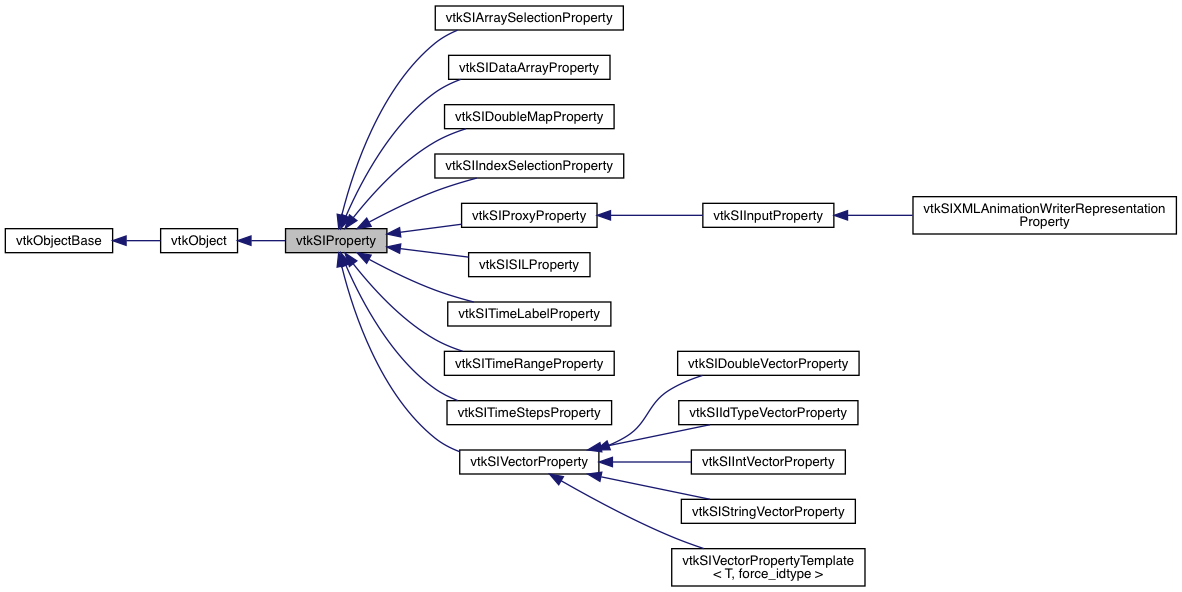 vtkSIArraySelectionProperty
vtkSIDataArrayProperty
vtkSIDoubleMapProperty
vtkSIIndexSelectionProperty
vtkSIProxyProperty
vtkSIInputProperty
vtkSIXMLAnimationWriterRepresentation
Property
vtkObjectBase
vtkObject
vtkSIProperty
vtkSISILProperty
vtkSITimeLabelProperty
vtkSITimeRangeProperty
vtkSIDoubleVectorProperty
vtkSITimeStepsProperty
vtkSIIdTypeVectorProperty
vtkSIVectorProperty
vtkSIIntVectorProperty
vtkSIStringVectorProperty
vtkSIVectorPropertyTemplate
< T, force_idtype >